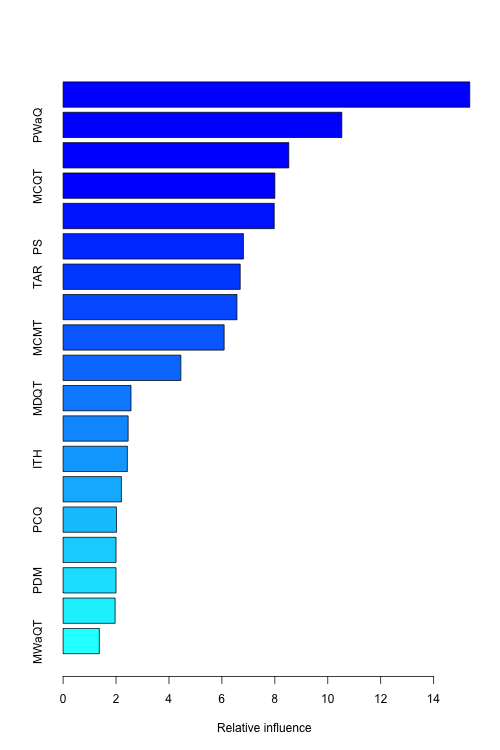 PWaQ
MCQT
PS
TAR
MCMT
MDQT
ITH
PCQ
PDM
MWaQT
0 2 4 6 8 10 12 14
Relative influence